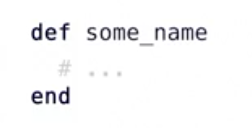 def some_name
  # ...
end